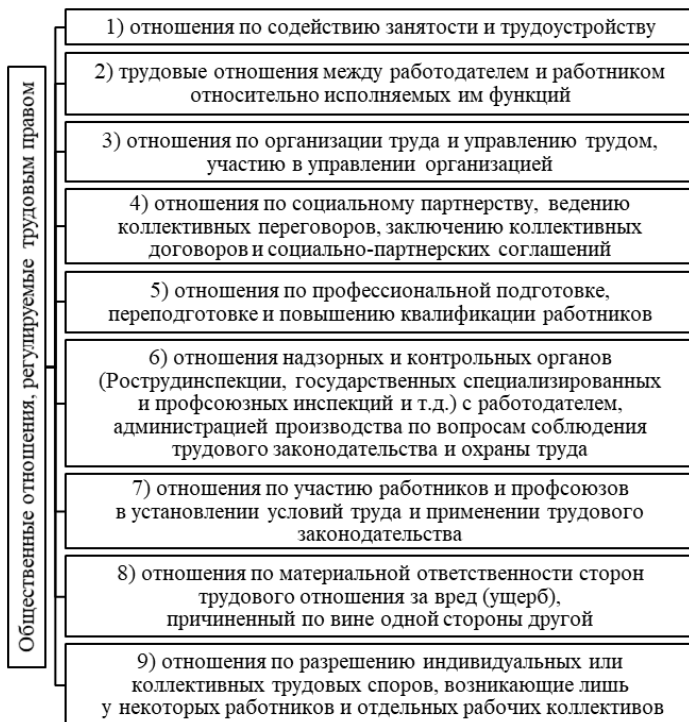 Общественные отношения, регулируемые трудовым правом
1) отношения по содействию занятости и трудоустройству
2) трудовые отношения между работодателем и работником
относительно исполняемых им функций
3) отношения по организации труда и управлению трудом,
участию в управлении организацией
4) отношения по социальному партнерству, ведению
коллективных переговоров, заключению коллективных
договоров и социально-партнерских соглашений
5) отношения по профессиональной подготовке,
переподготовке и повышению квалификации работников
6) отношения надзорных и контрольных органов
(Рострудинспекции, государственных специализированных
и профсоюзных инспекций и т.д.) с работодателем,
администрацией производства по вопросам соблюдения
трудового законодательства и охраны труда
7) отношения по участию работников и профсоюзов
в установлении условий труда и применении трудового
законодательства
8) отношения по материальной ответственности сторон
трудового отношения за вред (ущерб),
причиненный по вине одной стороны другой
9) отношения по разрешению индивидуальных или
коллективных трудовых споров, возникающие лишь
у некоторых работников и отдельных рабочих коллективов